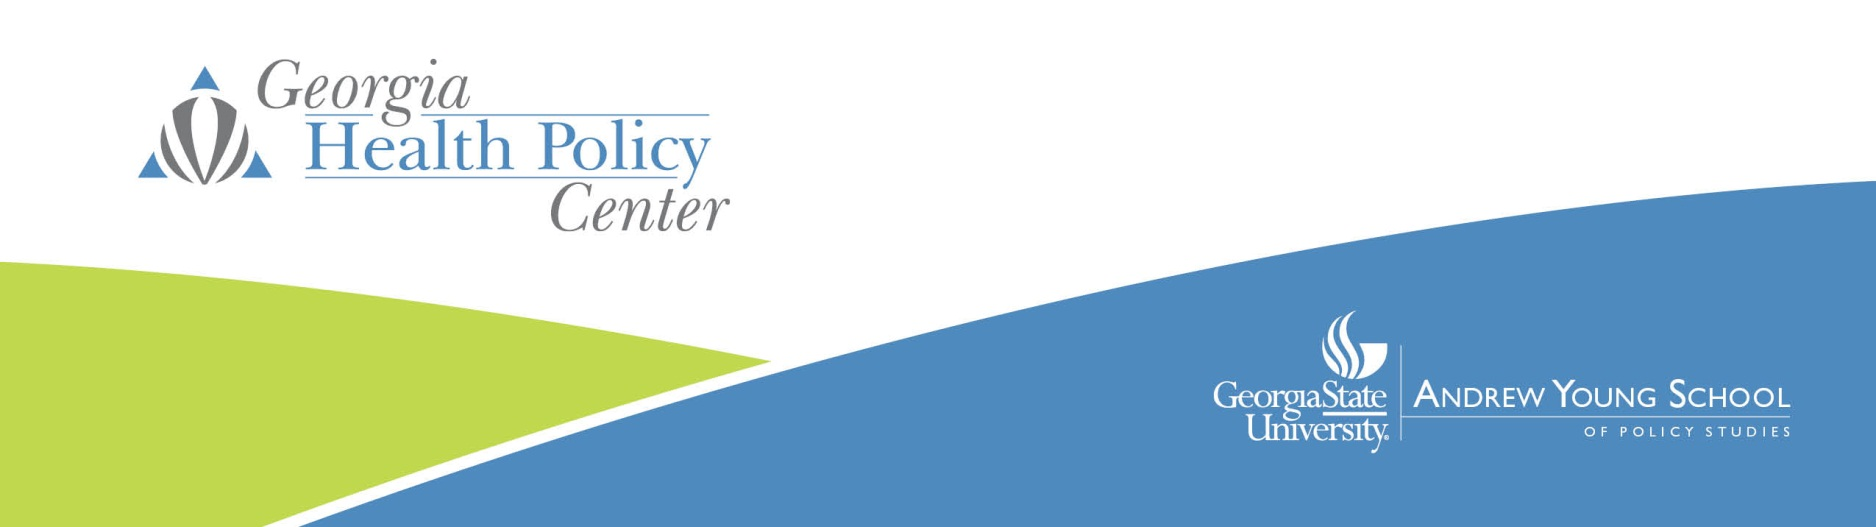 Georgia
Health Policy
Center
GeorgiaState
University®
ANDREW YOUNG SCHOOL
OF POLICY STUDIES